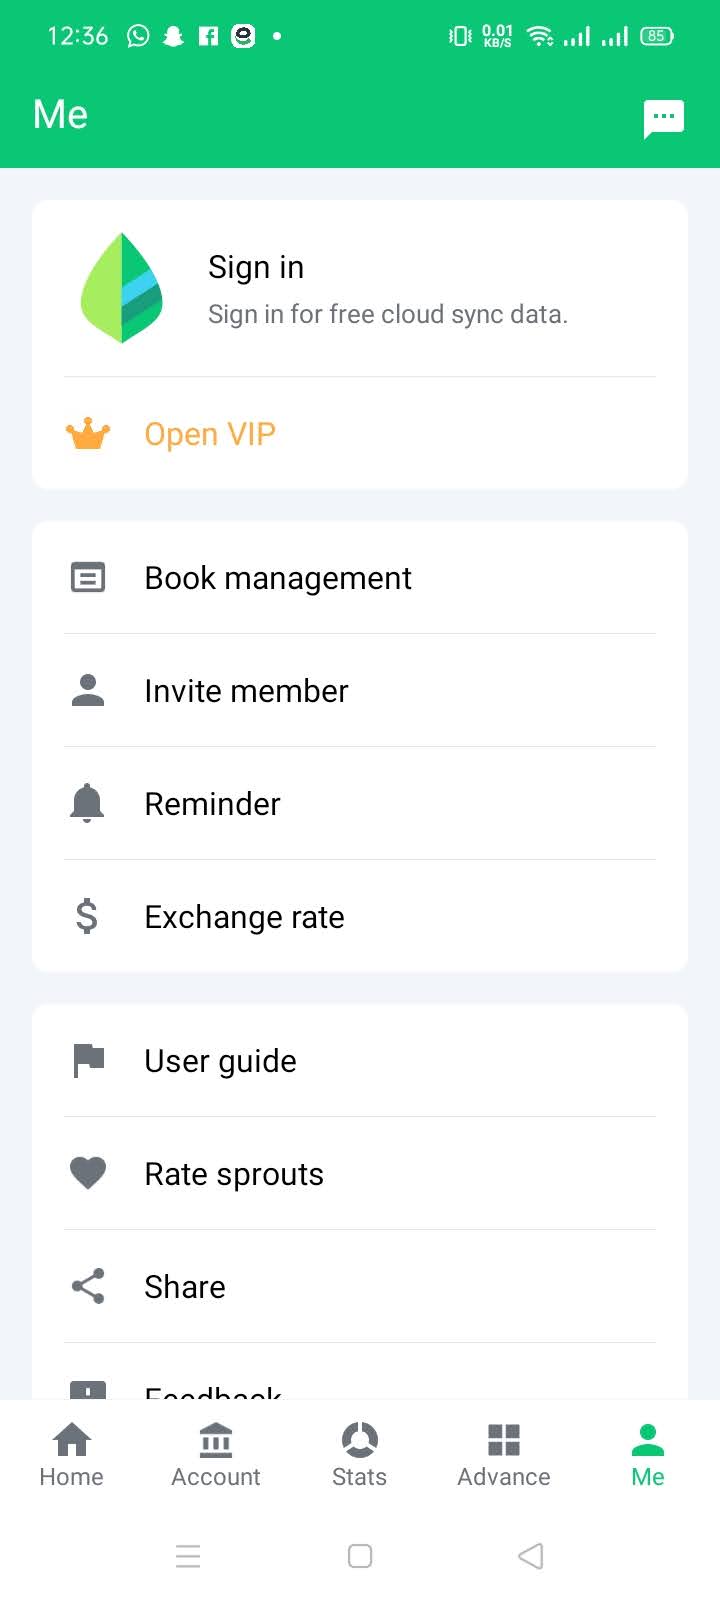 12:36
0.01
KB/S
85
Me
Sign in
Sign in for free cloud sync data.
Open VIP
Book management
Invite member
Reminder
Exchange rate
User guide
Rate sprouts
Share
Feedback
Home Account Stats Advance Me